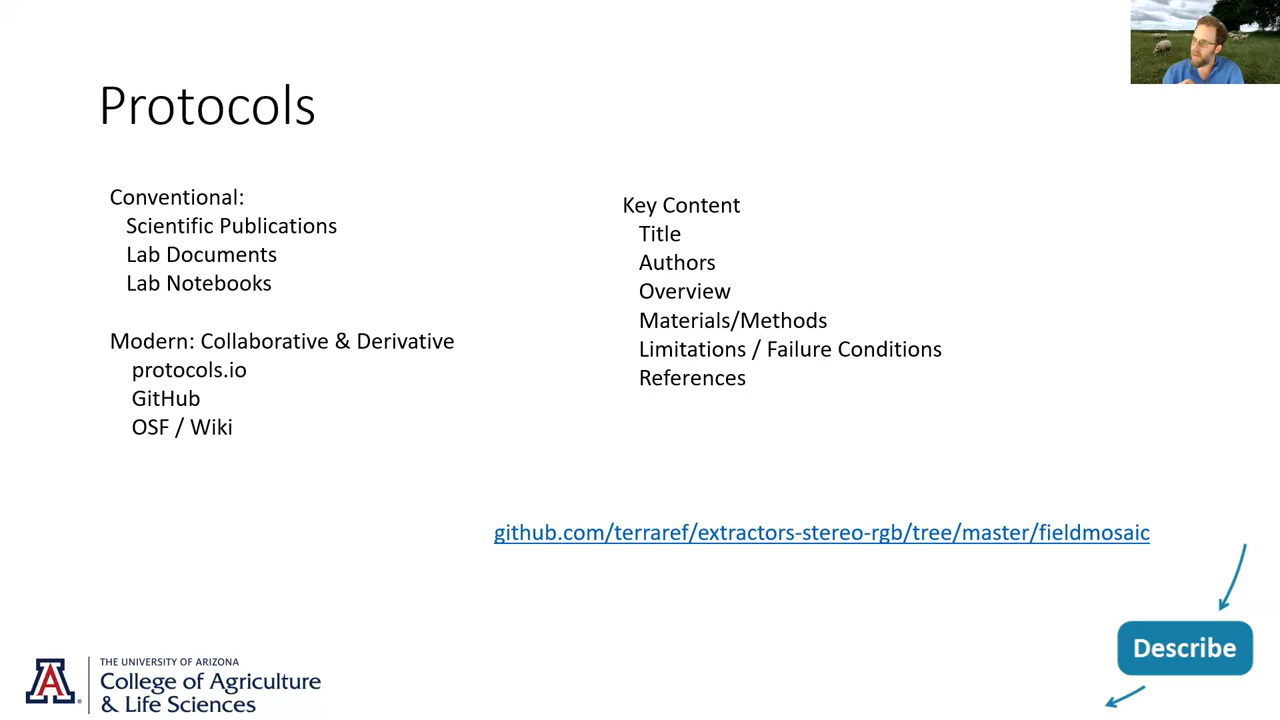 Protocols
Conventional:
Scientific Publications
Lab Documents
Lab Notebooks
Modern: Collaborative & Derivative
protocols.io
GitHub
OSF / Wiki
Key Content
Title
Authors
Overview
Materials/Methods
Limitations / Failure Conditions
References
github.com/terraref/extractors-stereo-rgb/tree/master/fieldmosaic
Describe
A
THE UNIVERSITY OF ARIZONA
College of Agriculture
& Life Sciences